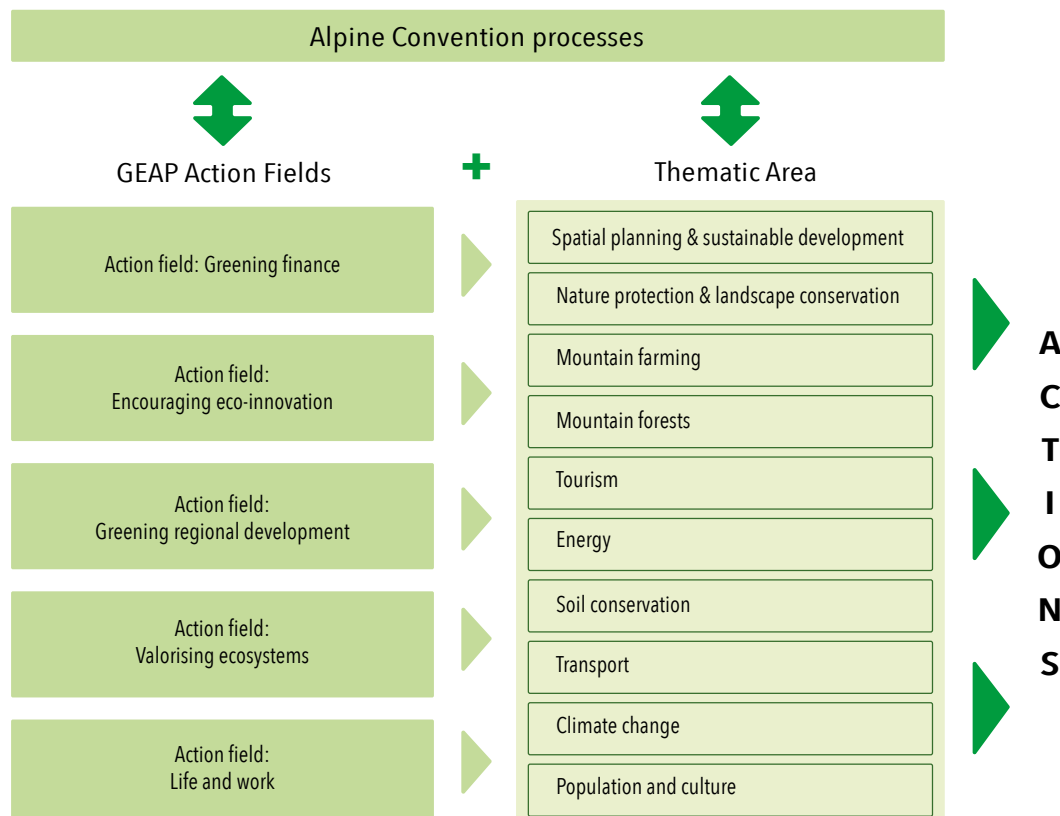 Alpine Convention processes
GEAP Action Fields
+
Thematic Area
Action field: Greening finance
Action field:
Encouraging eco-innovation
Action field:
Greening regional development
Action field:
Valorising ecosystems
Action field:
Life and work
Spatial planning & sustainable development
Nature protection & landscape conservation
Mountain farming
Mountain forests
Tourism
Energy
Soil conservation
Transport
Climate change
Population and culture
ACTIONS